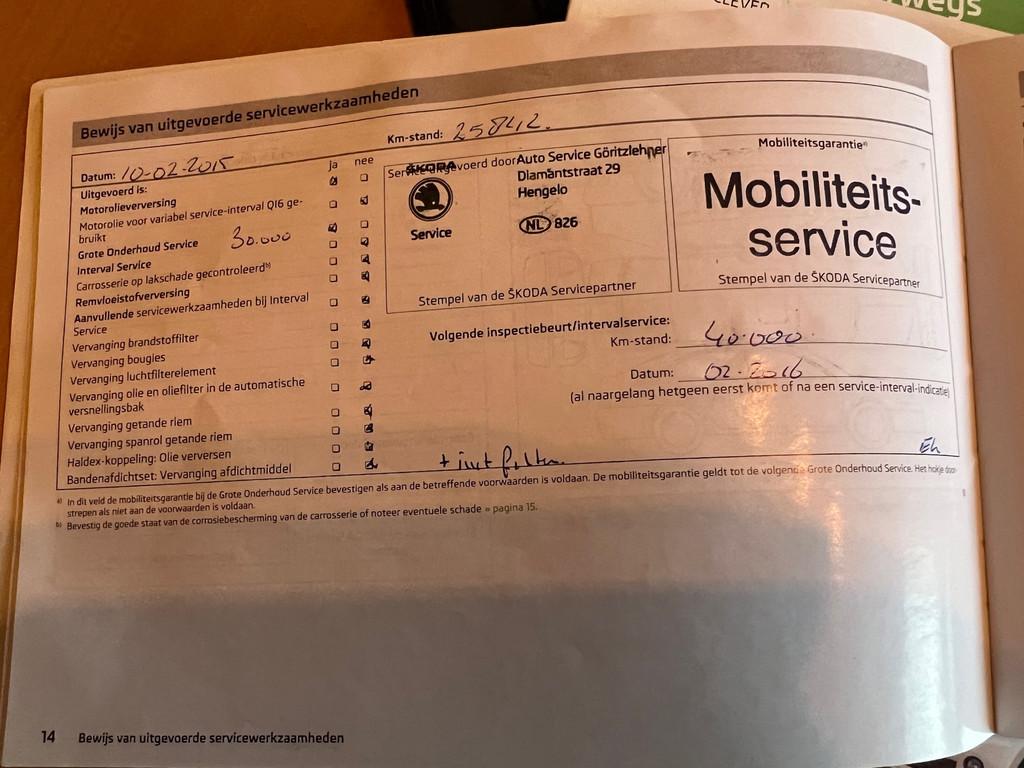 CLEVER
weys
Bewijs van uitgevoerde servicewerkzaamheden
Datum: 10-02-2015
ja nee
Km-stand: 25842.
Uitgevoerd is:
Motorolieverversing
Motorolie voor variabel service-interval QI6 ge-
bruikt
Grote Onderhoud Service 30.000
Interval Service
Carrosserie op lakschade gecontroleerd b)
Remvloeistofverversing
Aanvullende servicewerkzaamheden bij Interval
Service
Vervanging brandstoffilter
Vervanging bougies
Vervanging luchtfilterelement
Vervanging olie en oliefilter in de automatische
versnellingsbak
Vervanging getande riem
Vervanging spanrol getande riem
Haldex-koppeling: Olie verversen
Bandenafdichtset: Vervanging afdichtmiddel
Service uitgevoerd door
ŠKODA
Service
Auto Service Göritzlehner
Diamantstraat 29
Hengelo
NL 826
Stempel van de ŠKODA Servicepartner
Mobiliteitsgarantie a)
Mobiliteits-
service
Stempel van de ŠKODA Servicepartner
Volgende inspectiebeurt/intervalservice:
Km-stand: 40.000.
Datum: 02-2016
(al naargelang hetgeen eerst komt of na een service-interval-indicatie)
+ int filter.
a) In dit veld de mobiliteitsgarantie bij de Grote Onderhoud Service bevestigen als aan de betreffende voorwaarden is voldaan. De mobiliteitsgarantie geldt tot de volgende Grote Onderhoud Service. Het hokje door-
strepen als niet aan de voorwaarden is voldaan.
b) Bevestig de goede staat van de corrosiebescherming van de carrosserie of noteer eventuele schade » pagina 15.
14 Bewijs van uitgevoerde servicewerkzaamheden